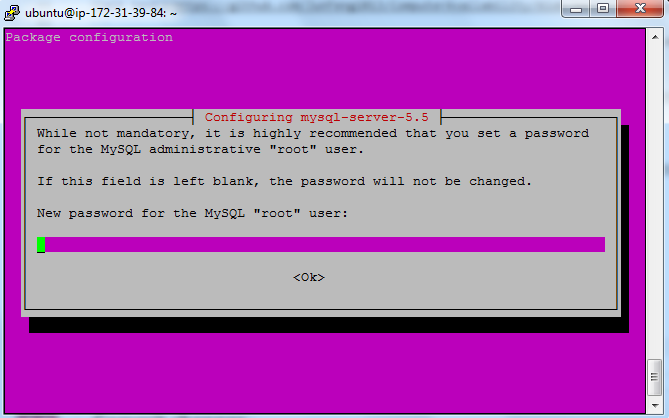 ubuntu@ip-172-31-39-84: ~
Package configuration
Configuring mysql-server-5.5
While not mandatory, it is highly recommended that you set a password
for the MySQL administrative "root" user.
If this field is left blank, the password will not be changed.
New password for the MySQL "root" user:
<Ok>